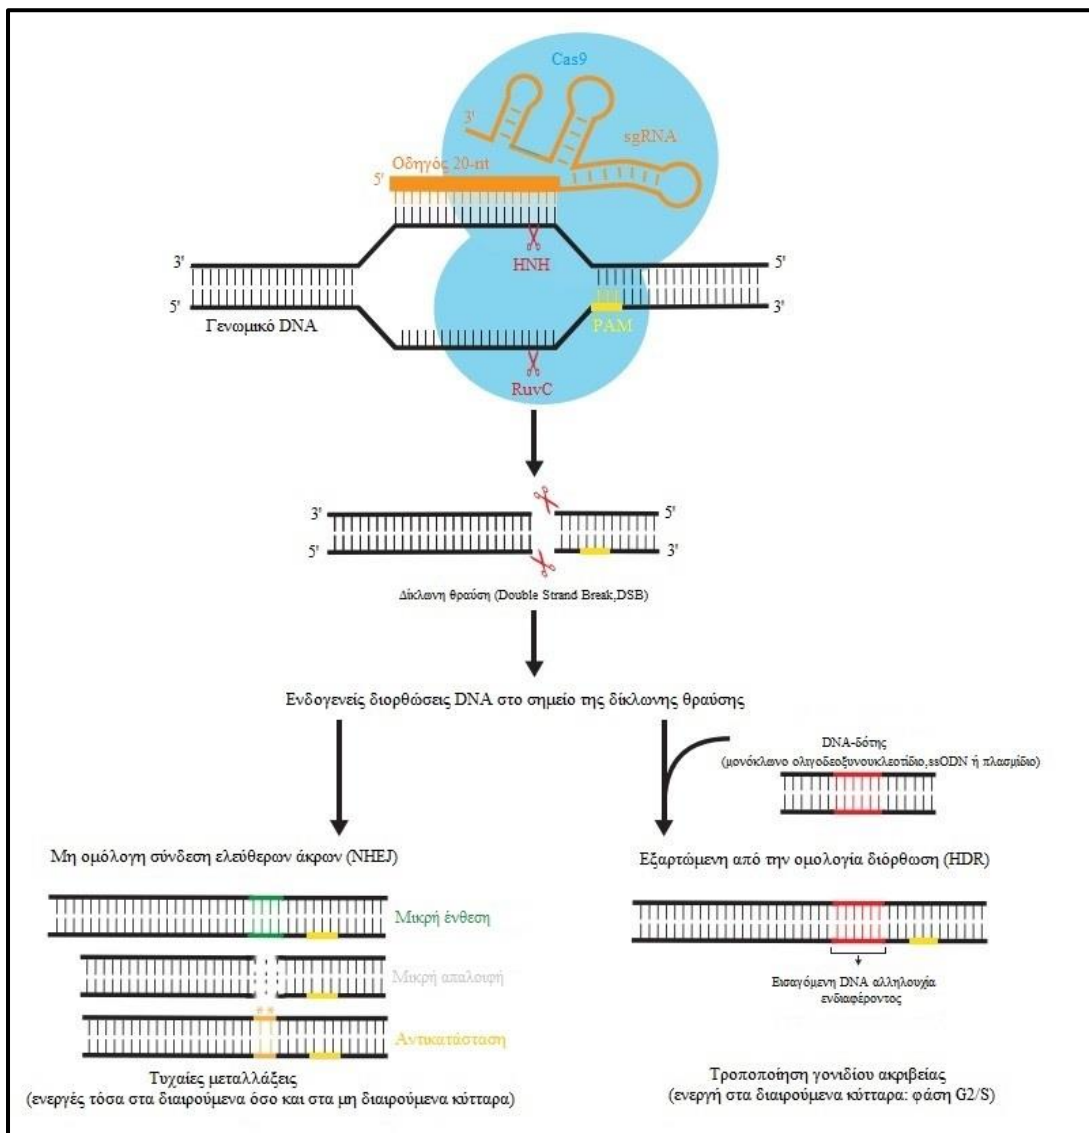 Cas9
3'
sgRNA
Οδηγός 20-nt
5'
HNH
3'
5'
5'
3'
Γενωμικό DNA
PAM
RuvC
3'
5'
5'
3'
Δίκλωνη θραύση (Double Strand Break,DSB)
Ενδογενείς διορθώσεις DNA στο σημείο της δίκλωνης θραύσης
DNA-δότης
(μονόκλωνο ολιγοδεοξυνουκλεοτίδιο,ssODN ή πλασμίδιο)
Μη ομόλογη σύνδεση ελεύθερων άκρων (NHEJ)
Μικρή ένθεση
Μικρή απαλοιφή
**
Αντικατάσταση
Τυχαίες μεταλλάξεις
(ενεργές τόσα στα διαιρούμενα όσο και στα μη διαιρούμενα κύτταρα)
Εξαρτώμενη από την ομολογία διόρθωση (HDR)
Εισαγόμενη DNA αλληλουχία
ενδιαφέροντος
Τροποποίηση γονιδίου ακριβείας
(ενεργή στα διαιρούμενα κύτταρα: φάση G2/S)